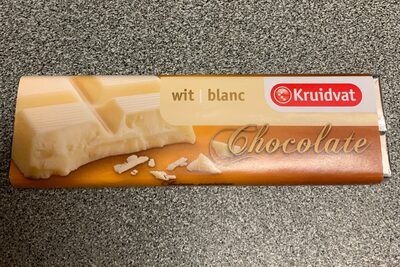 wit | blanc
Kruidvat
Chocolate